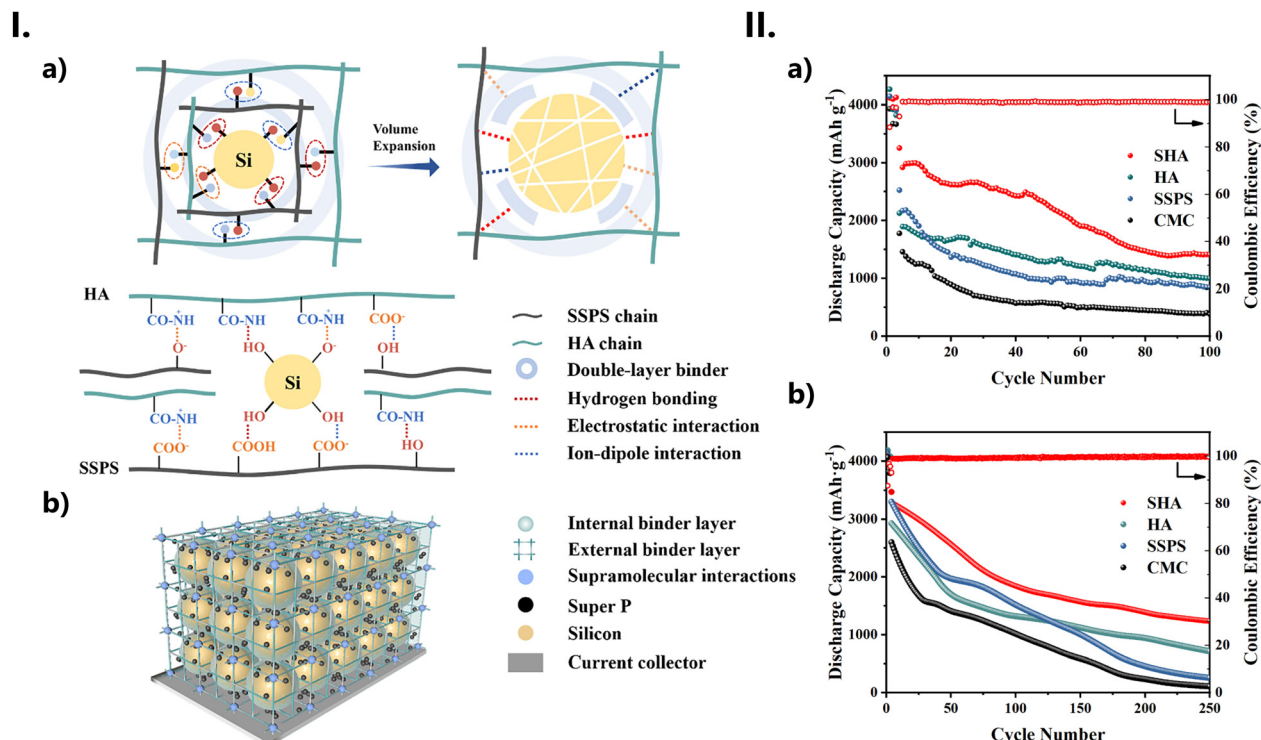 I.
a)
Si
Volume
Expansion
HA
CO-NH
+
CO-NH
CO-NH
+
COO-
O-
HO
O-
OH
Si
CO-NH
+
HO
OH
CO-NH
COO-
COOH
COO-
HO
SSPS
SSPS chain
HA chain
Double-layer binder
Hydrogen bonding
Electrostatic interaction
Ion-dipole interaction
b)
Internal binder layer
External binder layer
Supramolecular interactions
Super P
Silicon
Current collector
II.
a)
Discharge Capacity (mAh g⁻¹)
4000
3000
2000
1000
0
0 20 40 60 80 100
Cycle Number
100
80
60
40
20
0
Coulombic Efficiency (%)
SHA
HA
SSPS
CMC
b)
Discharge Capacity (mAh·g⁻¹)
4000
3000
2000
1000
0
0 50 100 150 200 250
Cycle Number
100
80
60
40
20
0
Coulombic Efficiency (%)
SHA
HA
SSPS
CMC